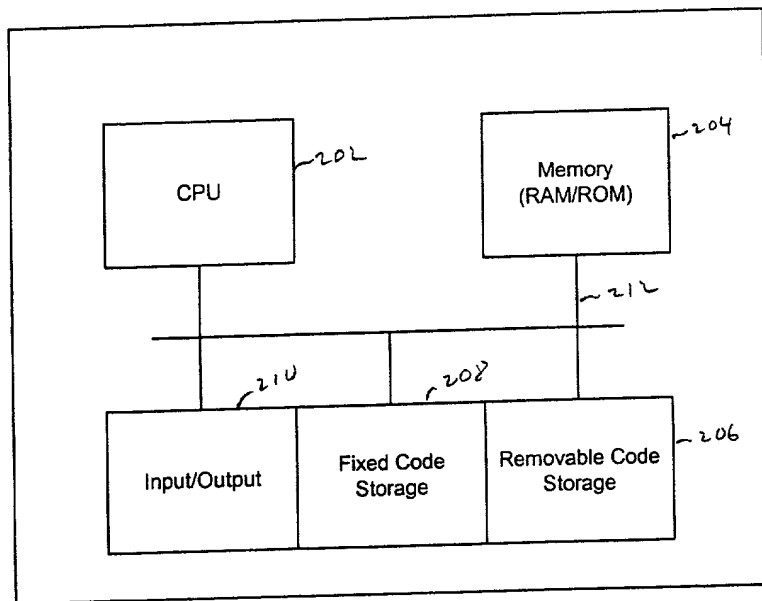 CPU
202
Memory
(RAM/ROM)
204
212
210
208
Input/Output
Fixed Code
Storage
Removable Code
Storage
206